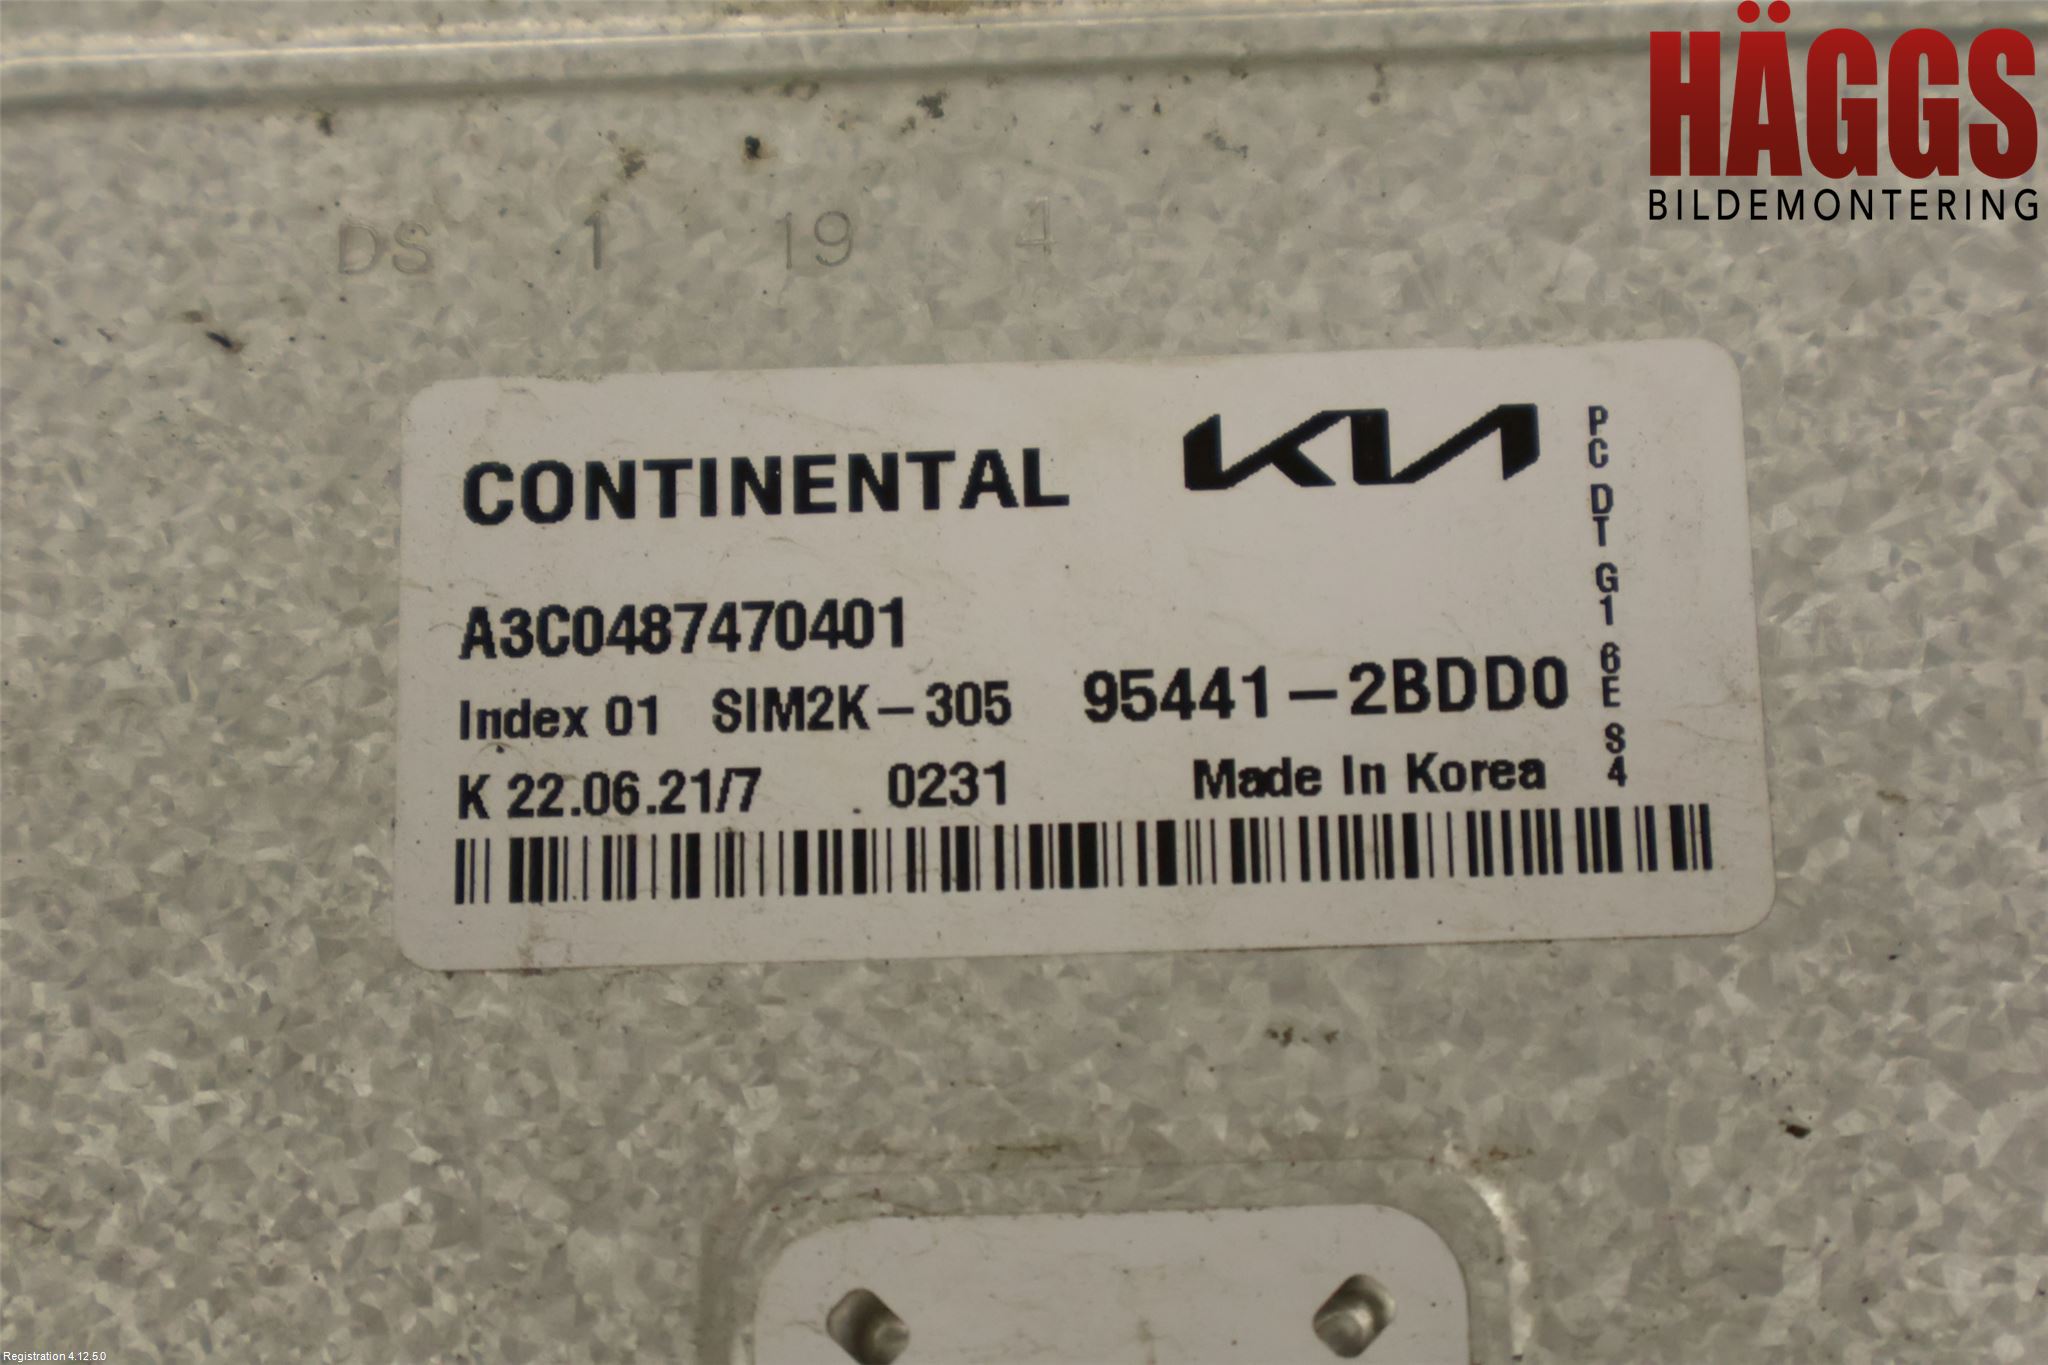 HÄGGS
BILDEMONTERING
DS 1 19 4
CONTINENTAL KIA
A3C0487470401
Index 01 SIM2K-305 95441-2BDD0
K 22.06.21/7 0231 Made In Korea
PC DT G1 6E S4
Registration 4.12.5.0